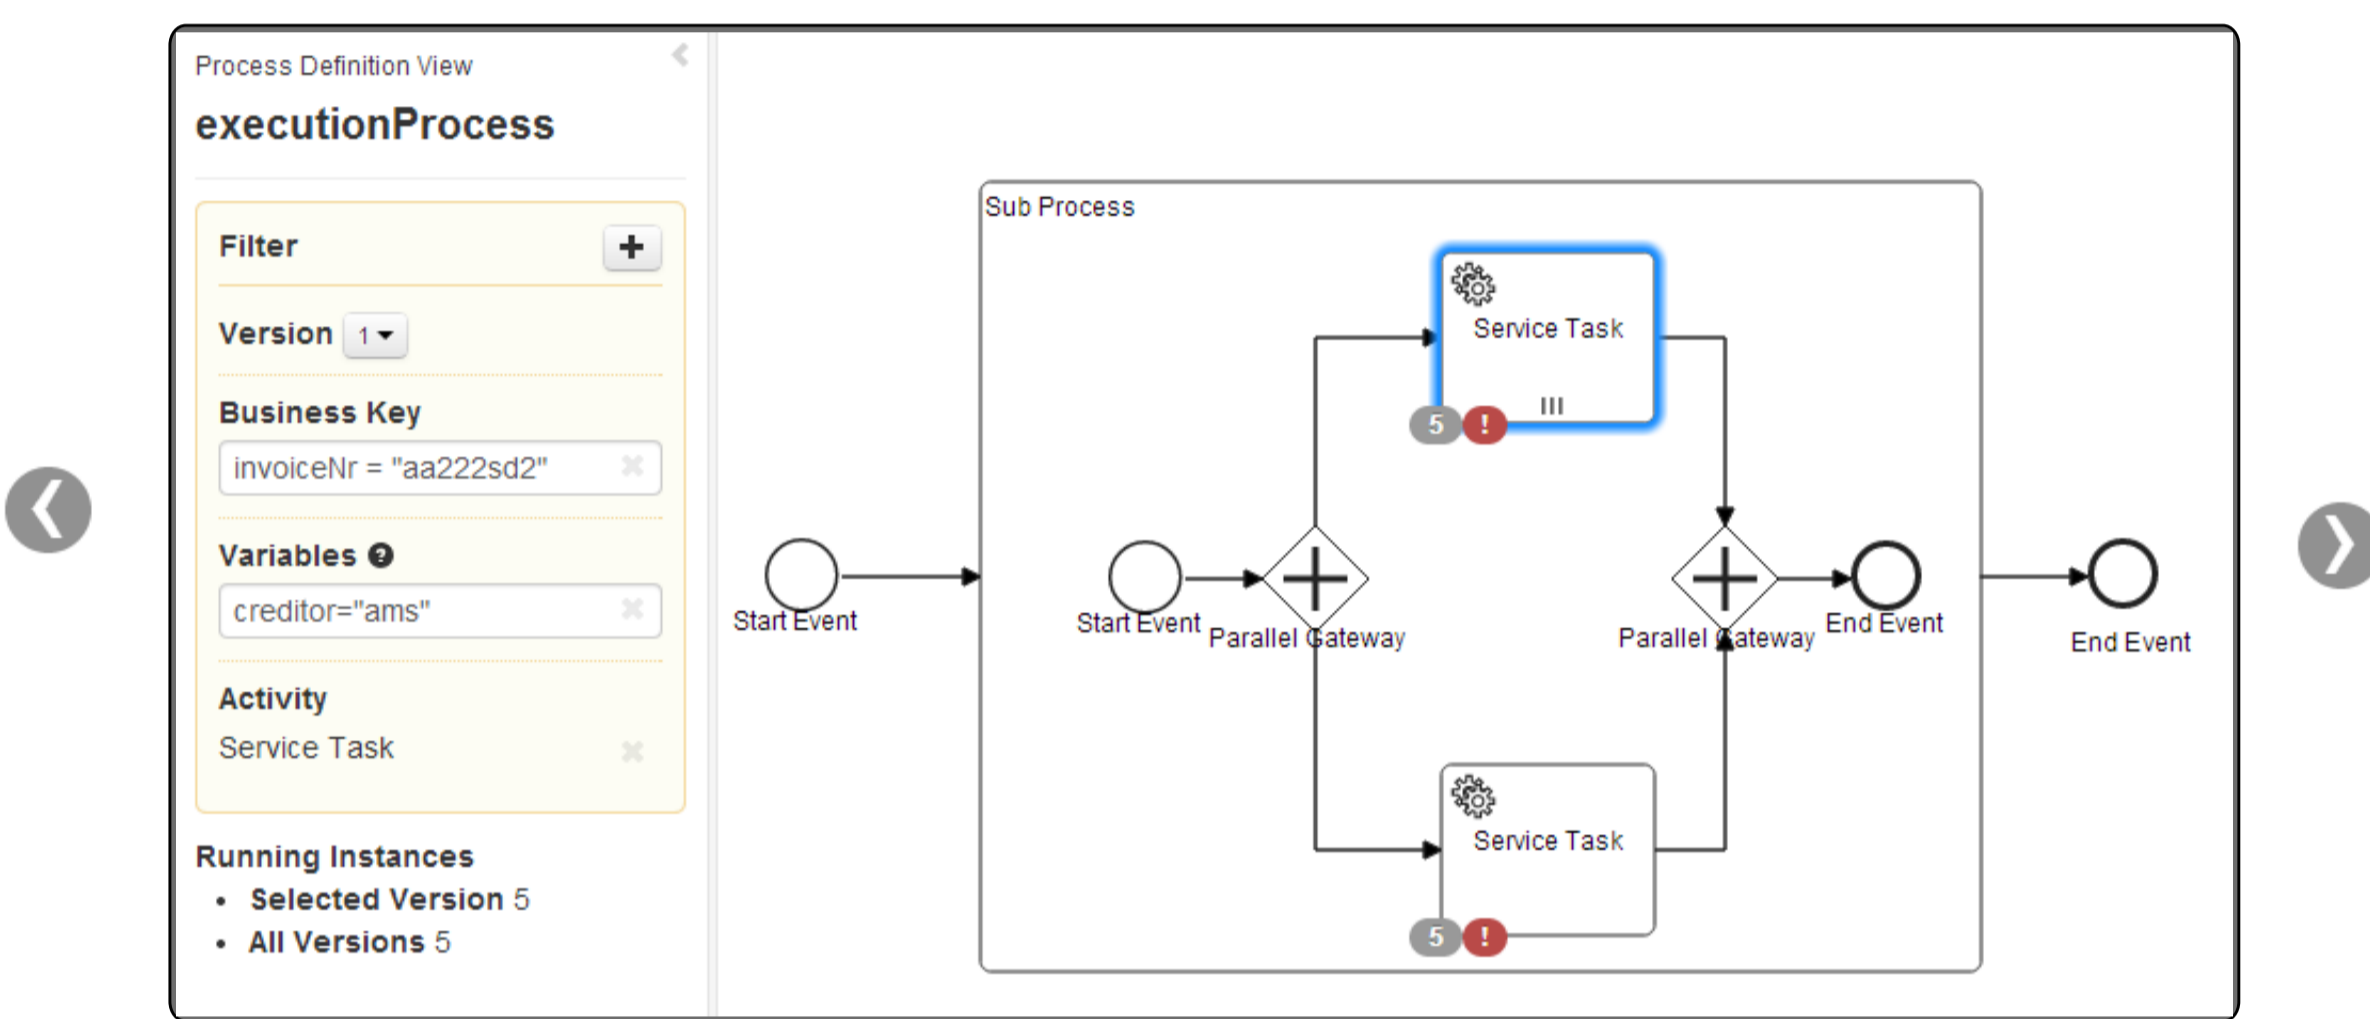 Process Definition View
executionProcess
Filter
Version 1
Business Key
invoiceNr = "aa222sd2"
Variables ?
creditor="ams"
Activity
Service Task
Running Instances
• Selected Version 5
• All Versions 5
Sub Process
Service Task
5 !
Start Event
Start Event
Parallel Gateway
Parallel Gateway
End Event
End Event
Service Task
5 !